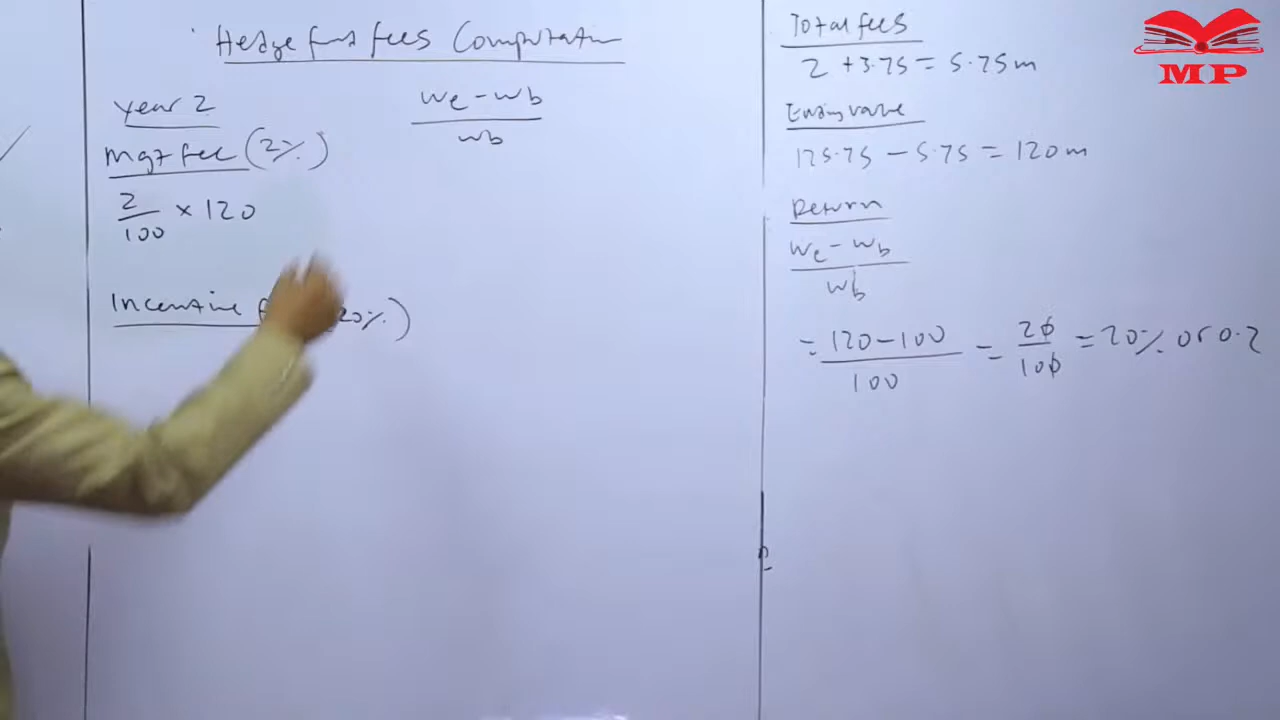 Hedge fund fees Computation
Year 2
We - Wb
Wb
Mgt fee (2%)
2
100
× 120
Incentive
20%)
Total fees
2 + 3.75 = 5.75m
Ending value
125.75 - 5.75 = 120m
Return
We - Wb
Wb
= 120 - 100 = 20 = 20% or 0.2
100 100
MP